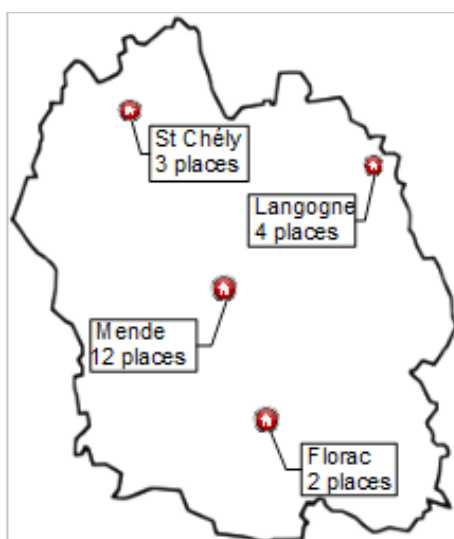 St Chély
3 places
Langogne
4 places
Mende
12 places
Florac
2 places